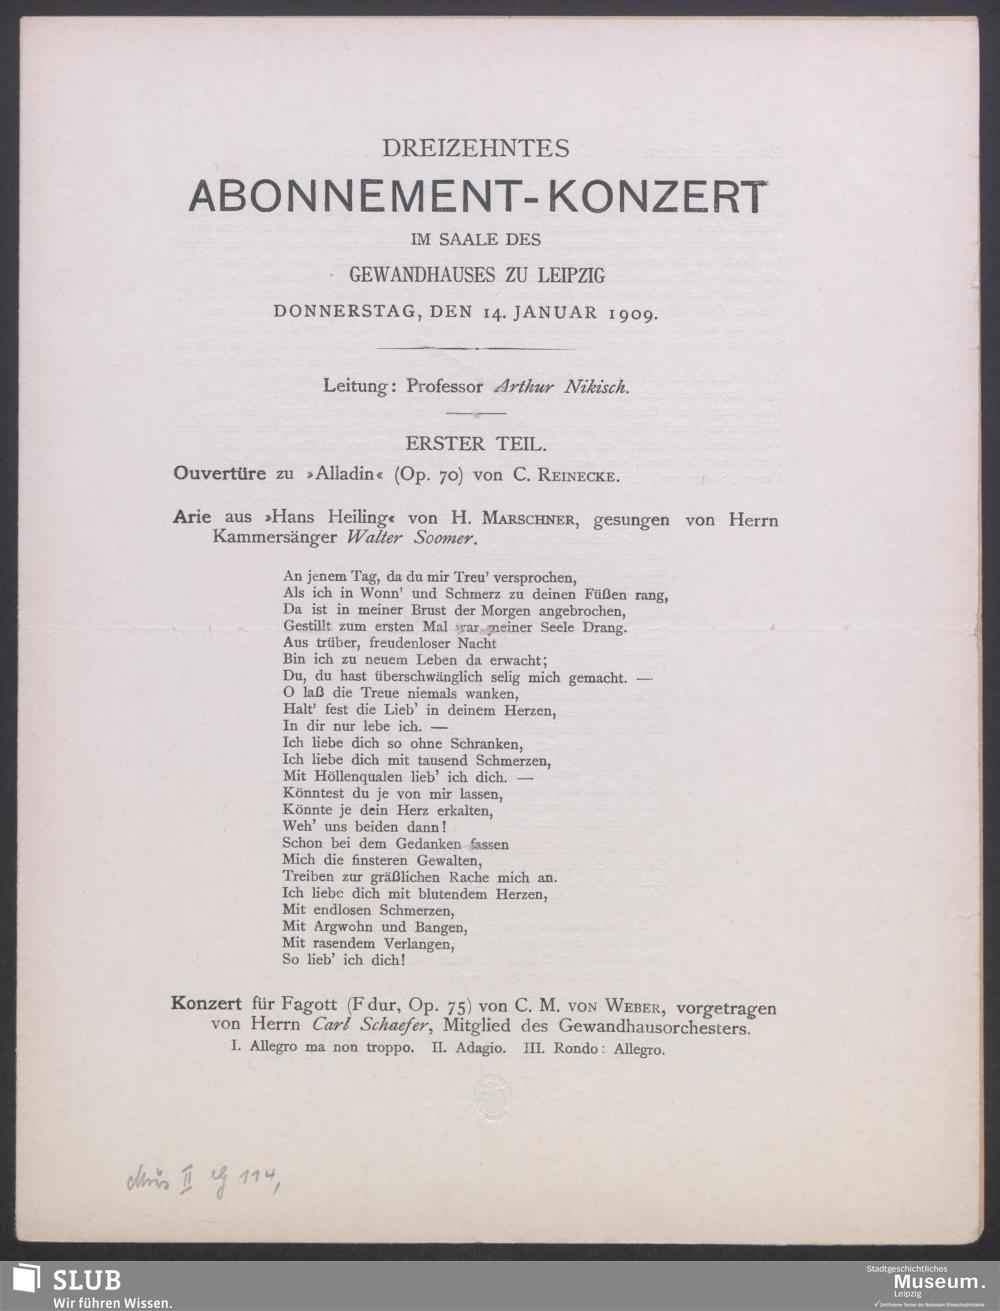 DREIZEHNTES
ABONNEMENT-KONZERT
IM SAALE DES
GEWANDHAUSES ZU LEIPZIG
DONNERSTAG, DEN 14. JANUAR 1909.
Leitung: Professor Arthur Nikisch.
ERSTER TEIL.
Ouvertüre zu »Alladin« (Op. 70) von C. REINECKE.
Arie aus »Hans Heiling« von H. MARSCHNER, gesungen von Herrn
Kammersänger Walter Soomer.
An jenem Tag, da du mir Treu' versprochen,
Als ich in Wonn' und Schmerz zu deinen Füßen rang,
Da ist in meiner Brust der Morgen angebrochen,
Gestillt zum ersten Mal war meiner Seele Drang.
Aus trüber, freudenloser Nacht
Bin ich zu neuem Leben da erwacht;
Du, du hast überschwänglich selig mich gemacht. —
O laß die Treue niemals wanken,
Halt' fest die Lieb' in deinem Herzen,
In dir nur lebe ich. —
Ich liebe dich so ohne Schranken,
Ich liebe dich mit tausend Schmerzen,
Mit Höllenqualen lieb' ich dich. —
Könntest du je von mir lassen,
Könnte je dein Herz erkalten,
Weh' uns beiden dann!
Schon bei dem Gedanken fassen
Mich die finsteren Gewalten,
Treiben zur gräßlichen Rache mich an.
Ich liebe dich mit blutendem Herzen,
Mit endlosen Schmerzen,
Mit Argwohn und Bangen,
Mit rasendem Verlangen,
So lieb' ich dich!
Konzert für Fagott (F dur, Op. 75) von C. M. VON WEBER, vorgetragen
von Herrn Carl Schaefer, Mitglied des Gewandhausorchesters.
I. Allegro ma non troppo. II. Adagio. III. Rondo: Allegro.
II 114,
SLUB
Wir führen Wissen.
Stadtgeschichtliches
Museum.
Leipzig
Zertifizierter Partner der Nationalen Klimaschutzinitiative